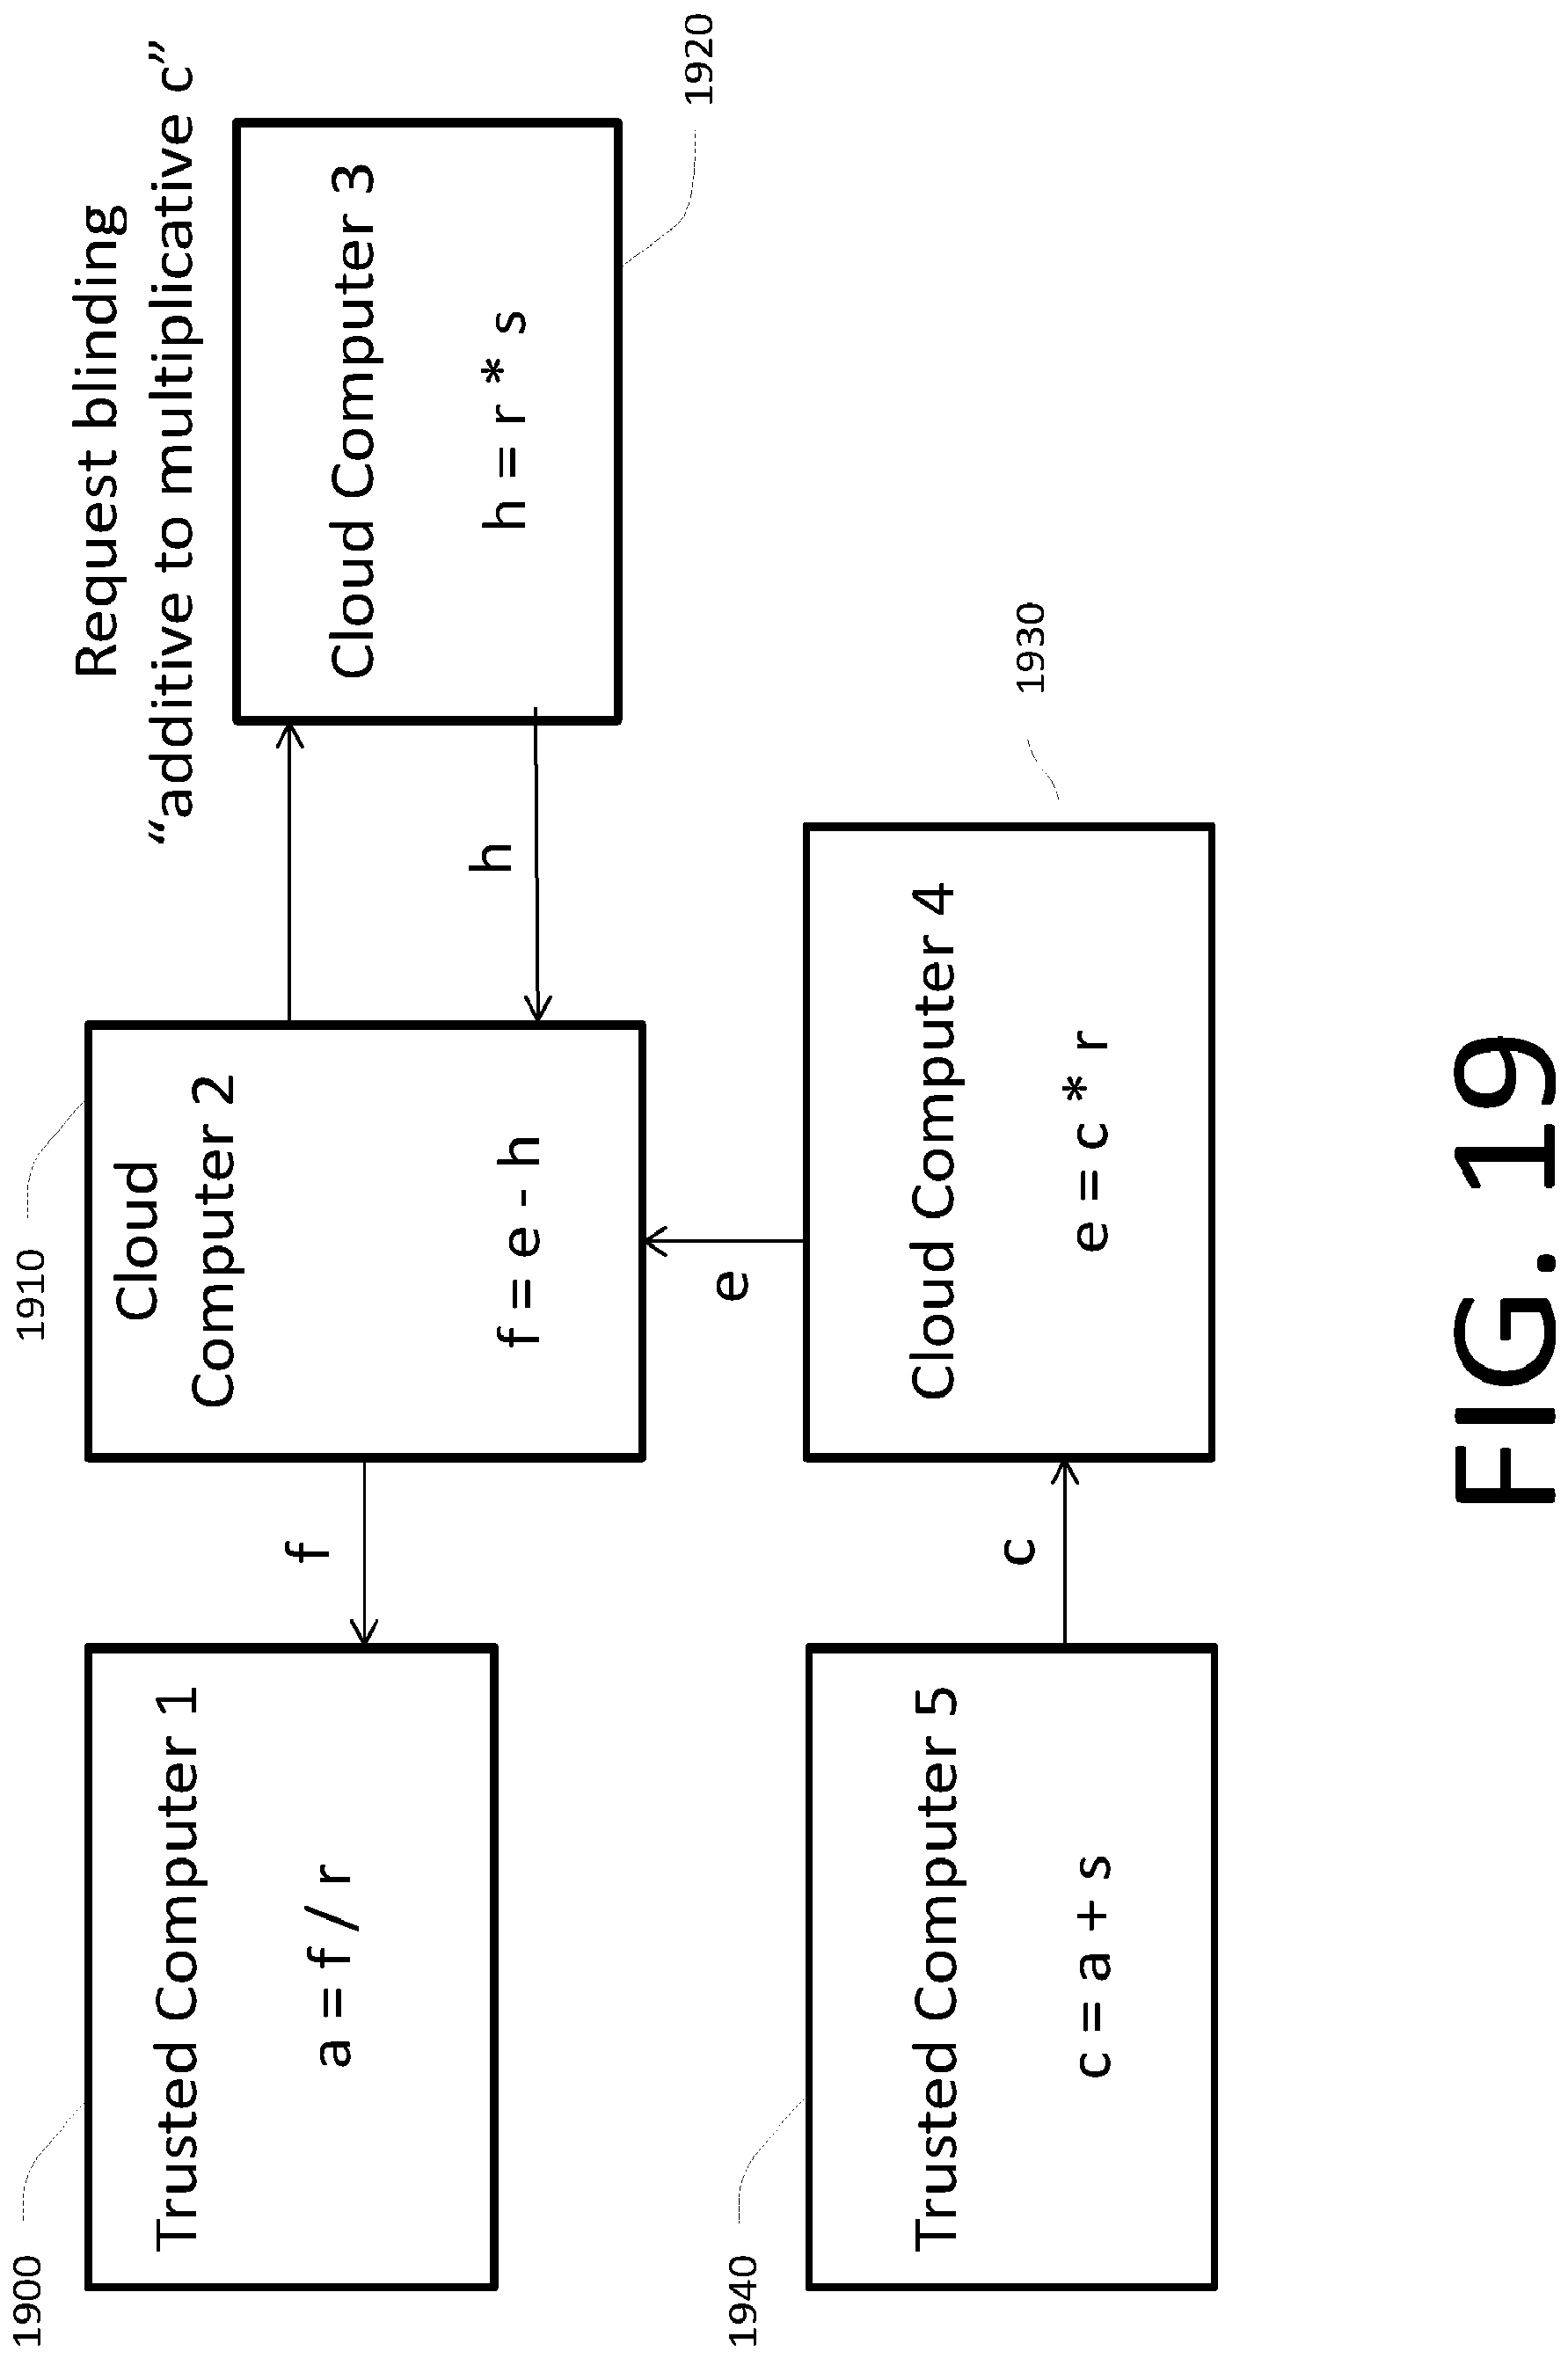 Request blinding
“additive to multiplicative c”
1900
Trusted Computer 1
a = f / r
f
1910
Cloud
Computer 2
f = e - h
h
Cloud Computer 3
h = r * s
1920
e
1940
Trusted Computer 5
c = a + s
c
Cloud Computer 4
e = c * r
1930
FIG. 19